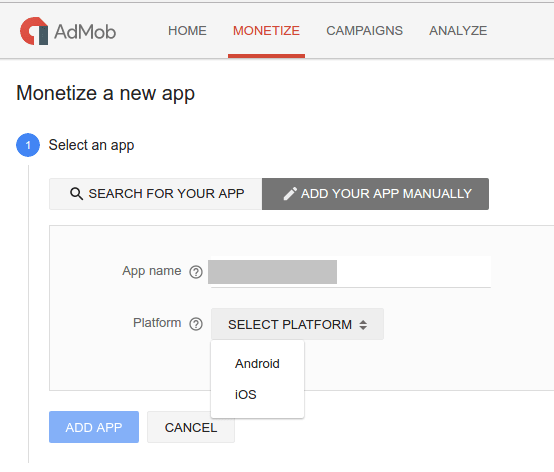 AdMob HOME MONETIZE CAMPAIGNS ANALYZE
Monetize a new app
1 Select an app
SEARCH FOR YOUR APP ADD YOUR APP MANUALLY
App name ?
Platform ? SELECT PLATFORM
Android
iOS
ADD APP CANCEL